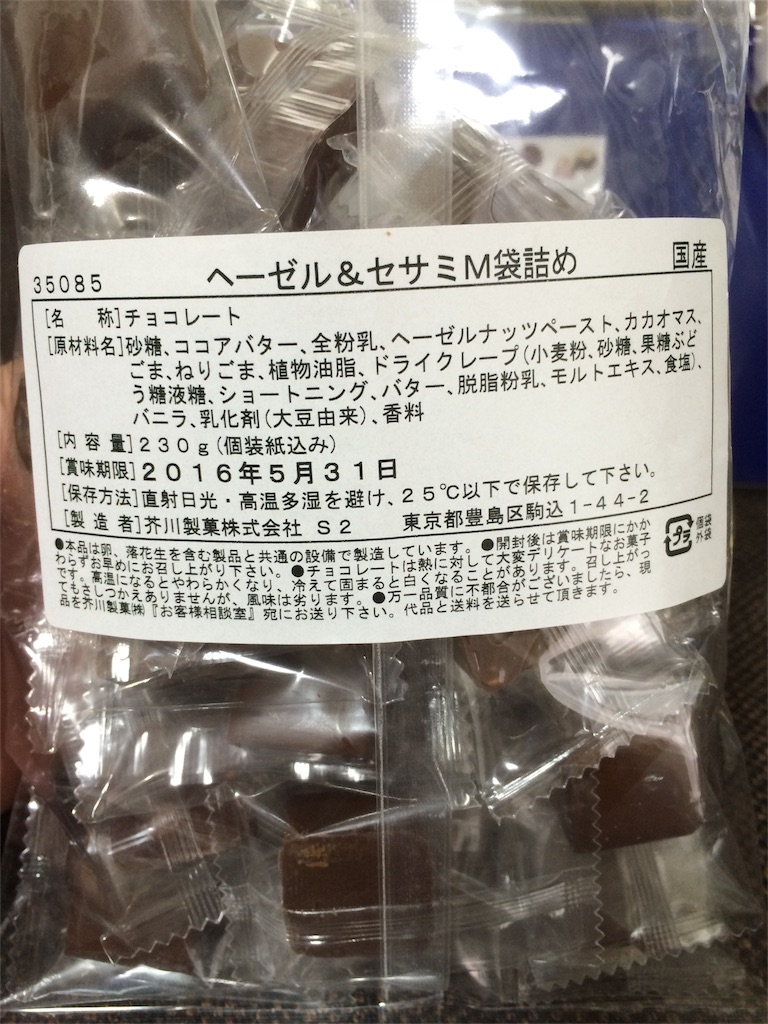 35085 ヘーゼル＆セサミM袋詰め 国産
[名　称]チョコレート
[原材料名]砂糖、ココアバター、全粉乳、ヘーゼルナッツペースト、カカオマス、
ごま、ねりごま、植物油脂、ドライクレープ(小麦粉、砂糖、果糖ぶど
う糖液糖、ショートニング、バター、脱脂粉乳、モルトエキス、食塩)、
バニラ、乳化剤(大豆由来)、香料
[内 容 量]230g(個装紙込み)
[賞味期限]2016年5月31日
[保存方法]直射日光・高温多湿を避け、25℃以下で保存して下さい。
[製 造 者]芥川製菓株式会社 S2　東京都豊島区駒込1-44-2
●本品は卵、落花生を含む製品と共通の設備で製造しています。●開封後は賞味期限にかか
わらずお早めにお召し上がり下さい。●チョコレートは熱に対して大変デリケートなお菓子
です。高温になるとやわらかくなり、冷えて固まると白くなることがあります。召し上がっ
てもさしつかえありませんが、風味は劣ります。●万一品質に不都合がございましたら、現
品を芥川製菓㈱『お客様相談室』宛にお送り下さい。代品と送料を送らせて頂きます。
プラ
個袋
外袋